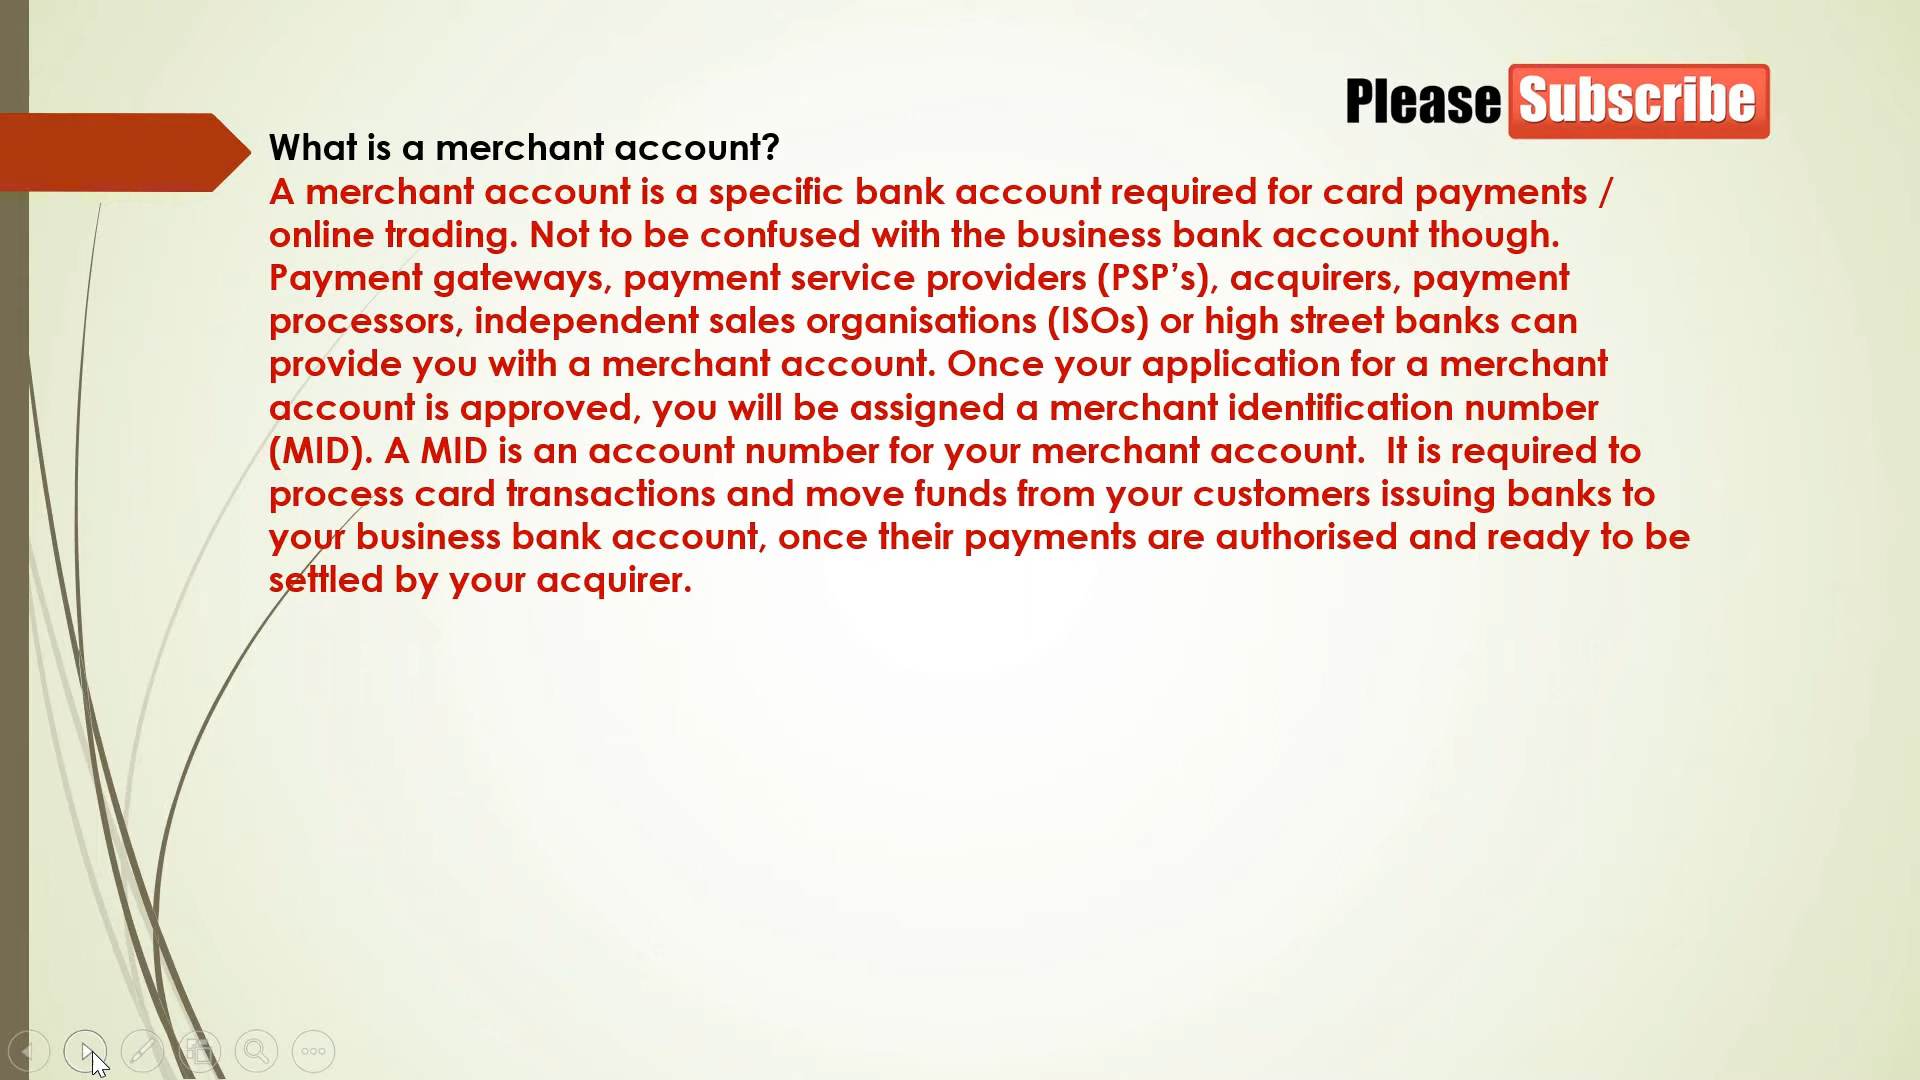 Please Subscribe
What is a merchant account?
A merchant account is a specific bank account required for card payments /
online trading. Not to be confused with the business bank account though.
Payment gateways, payment service providers (PSP’s), acquirers, payment
processors, independent sales organisations (ISOs) or high street banks can
provide you with a merchant account. Once your application for a merchant
account is approved, you will be assigned a merchant identification number
(MID). A MID is an account number for your merchant account.  It is required to
process card transactions and move funds from your customers issuing banks to
your business bank account, once their payments are authorised and ready to be
settled by your acquirer.